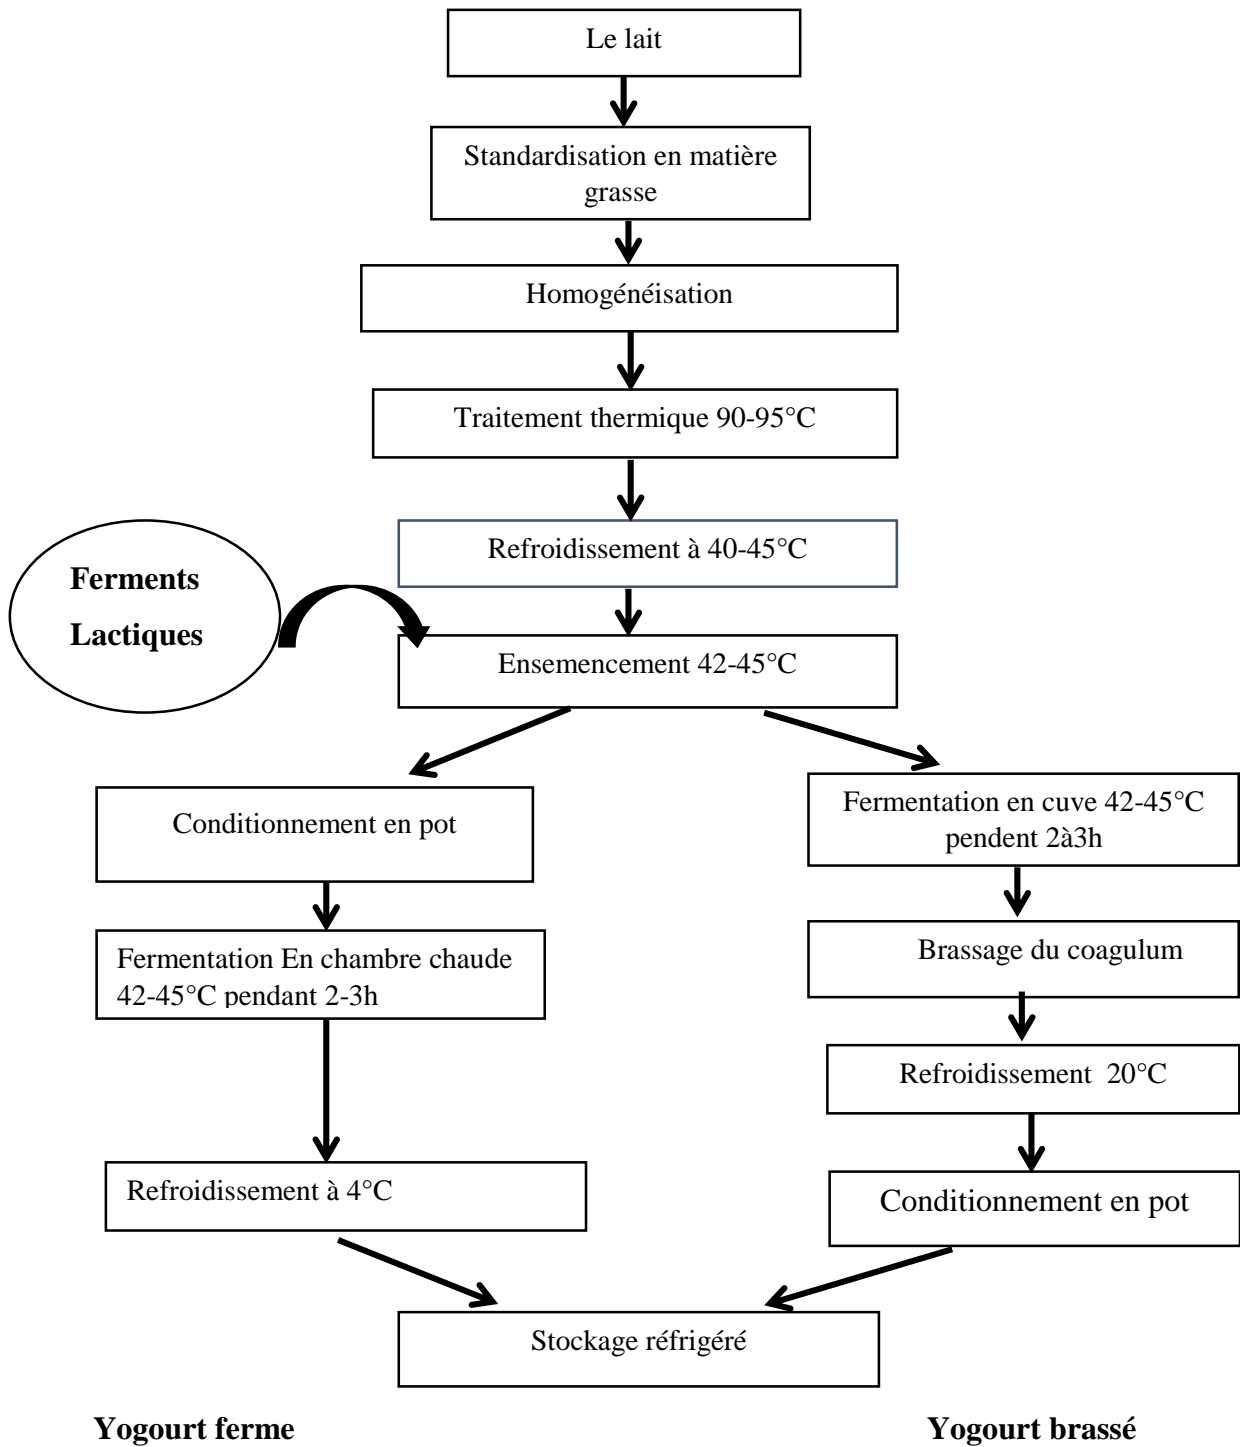 Le lait
Standardisation en matière
grasse
Homogénéisation
Traitement thermique 90-95°C
Refroidissement à 40-45°C
Ferments
Lactiques
Ensemencement 42-45°C
Conditionnement en pot
Fermentation En chambre chaude
42-45°C pendant 2-3h
Refroidissement à 4°C
Fermentation en cuve 42-45°C
pendent 2à3h
Brassage du coagulum
Refroidissement  20°C
Conditionnement en pot
Stockage réfrigéré
Yogourt ferme
Yogourt brassé